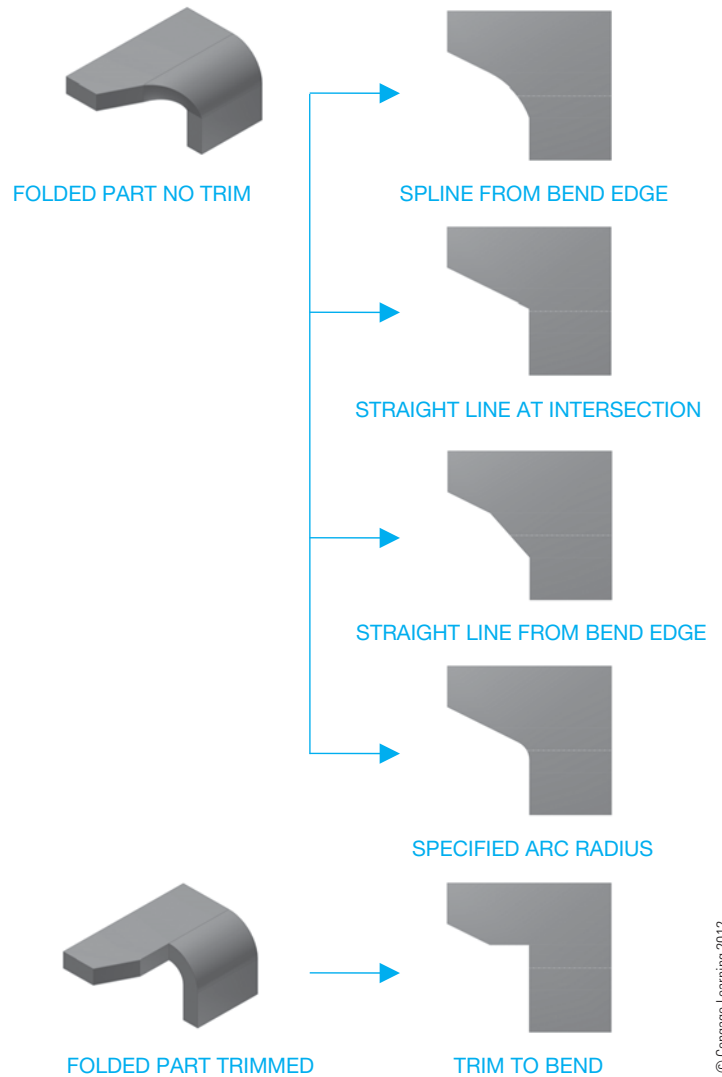 FOLDED PART NO TRIM
SPLINE FROM BEND EDGE
STRAIGHT LINE AT INTERSECTION
STRAIGHT LINE FROM BEND EDGE
SPECIFIED ARC RADIUS
FOLDED PART TRIMMED
TRIM TO BEND
© Cengage Learning 2012